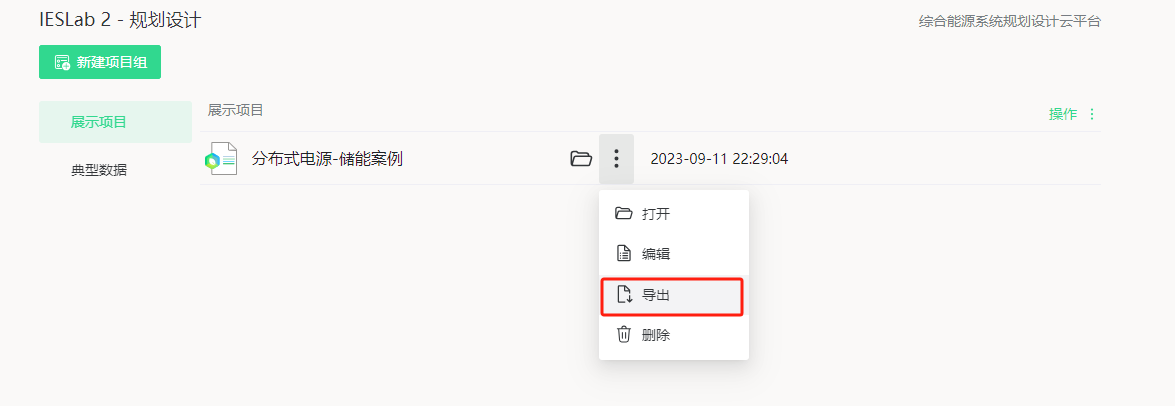 IESLab 2 - 规划设计
综合能源系统规划设计云平台
新建项目组
展示项目
典型数据
展示项目
操作
分布式电源-储能案例
2023-09-11 22:29:04
打开
编辑
导出
删除